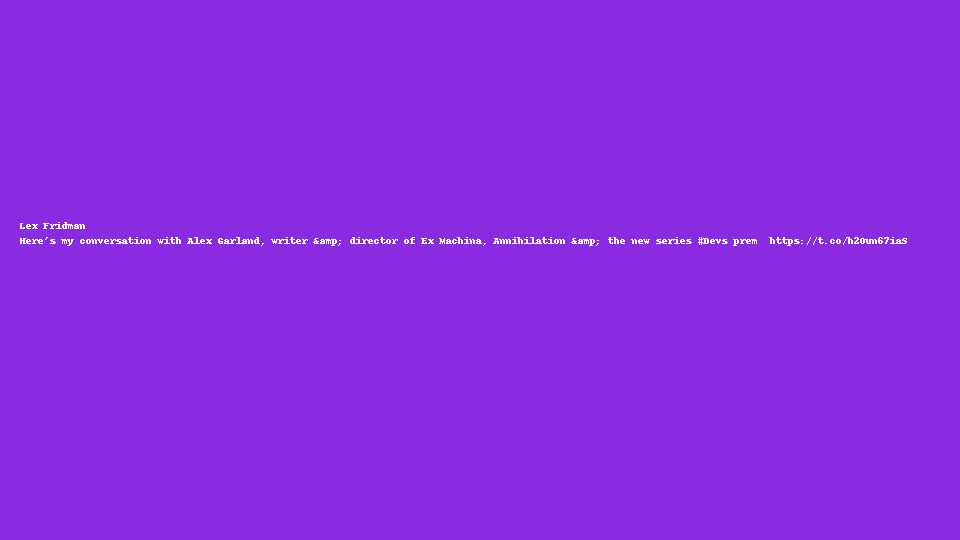 Lex Fridman
Here's my conversation with Alex Garland, writer &amp; director of Ex Machina, Annihilation &amp; the new series #Devs prem  https://t.co/h20un67iaS